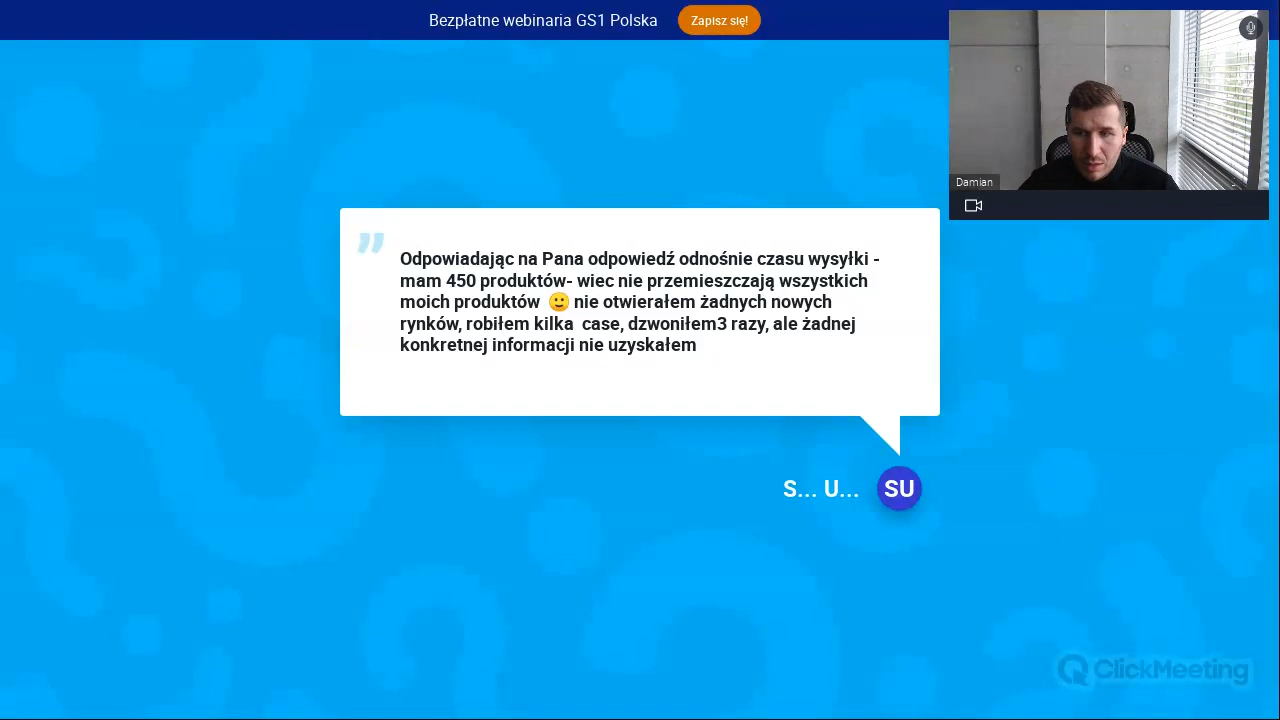 Bezpłatne webinaria GS1 Polska
Zapisz się!
Damian
Odpowiadając na Pana odpowiedź odnośnie czasu wysyłki -
mam 450 produktów- wiec nie przemieszczają wszystkich
moich produktów 🙂 nie otwierałem żadnych nowych
rynków, robiłem kilka case, dzwoniłem3 razy, ale żadnej
konkretnej informacji nie uzyskałem
S... U...
SU
ClickMeeting